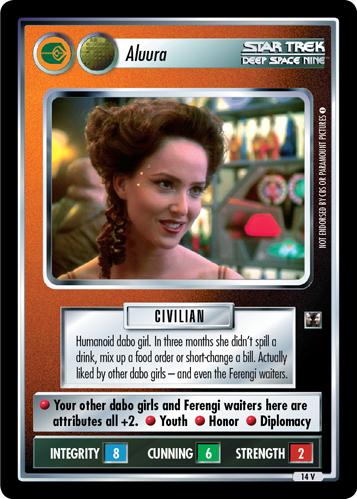 Aluura
STAR TREK
DEEP SPACE NINE
NOT ENDORSED BY CBS OR PARAMOUNT PICTURES
CIVILIAN
Humanoid dabo girl. In three months she didn't spill a
drink, mix up a food order or short-change a bill. Actually
liked by other dabo girls – and even the Ferengi waiters.
• Your other dabo girls and Ferengi waiters here are
attributes all +2. • Youth • Honor • Diplomacy
INTEGRITY 8 CUNNING 6 STRENGTH 2
14 V